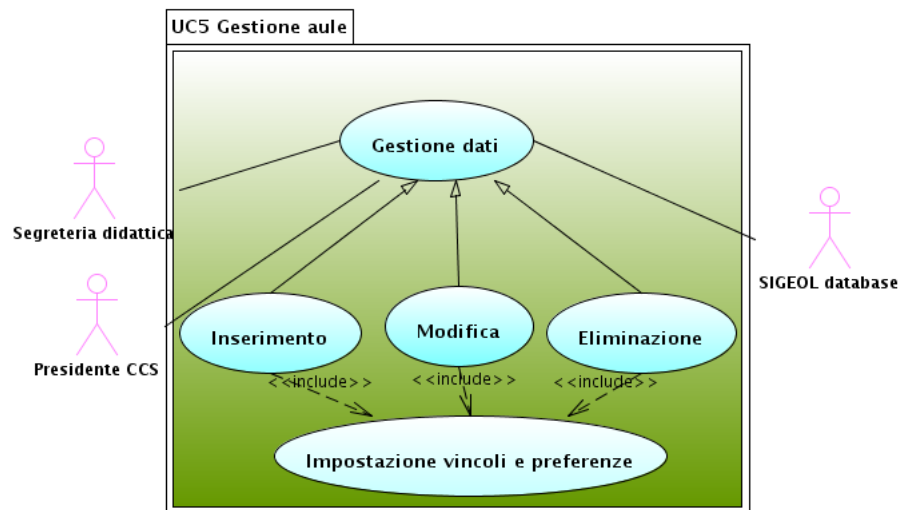 UC5 Gestione aule
Gestione dati
Segreteria didattica
SIGEOL database
Presidente CCS
Inserimento
Modifica
Eliminazione
<<include>>
<<include>>
<<include>>
Impostazione vincoli e preferenze